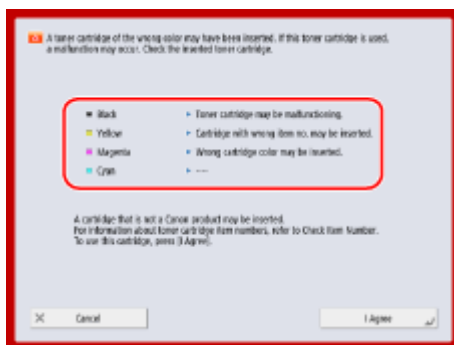 A toner cartridge of the wrong color may have been inserted. If this toner cartridge is used,
a malfunction may occur. Check the inserted toner cartridge.
Black ▸ Toner cartridge may be malfunctioning.
Yellow ▸ Cartridge with wrong item no. may be inserted.
Magenta ▸ Wrong cartridge color may be inserted.
Cyan ▸ ----
A cartridge that is not a Canon product may be inserted.
For information about toner cartridge item numbers, refer to Check Item Number.
To use this cartridge, press [I Agree].
Cancel
I Agree